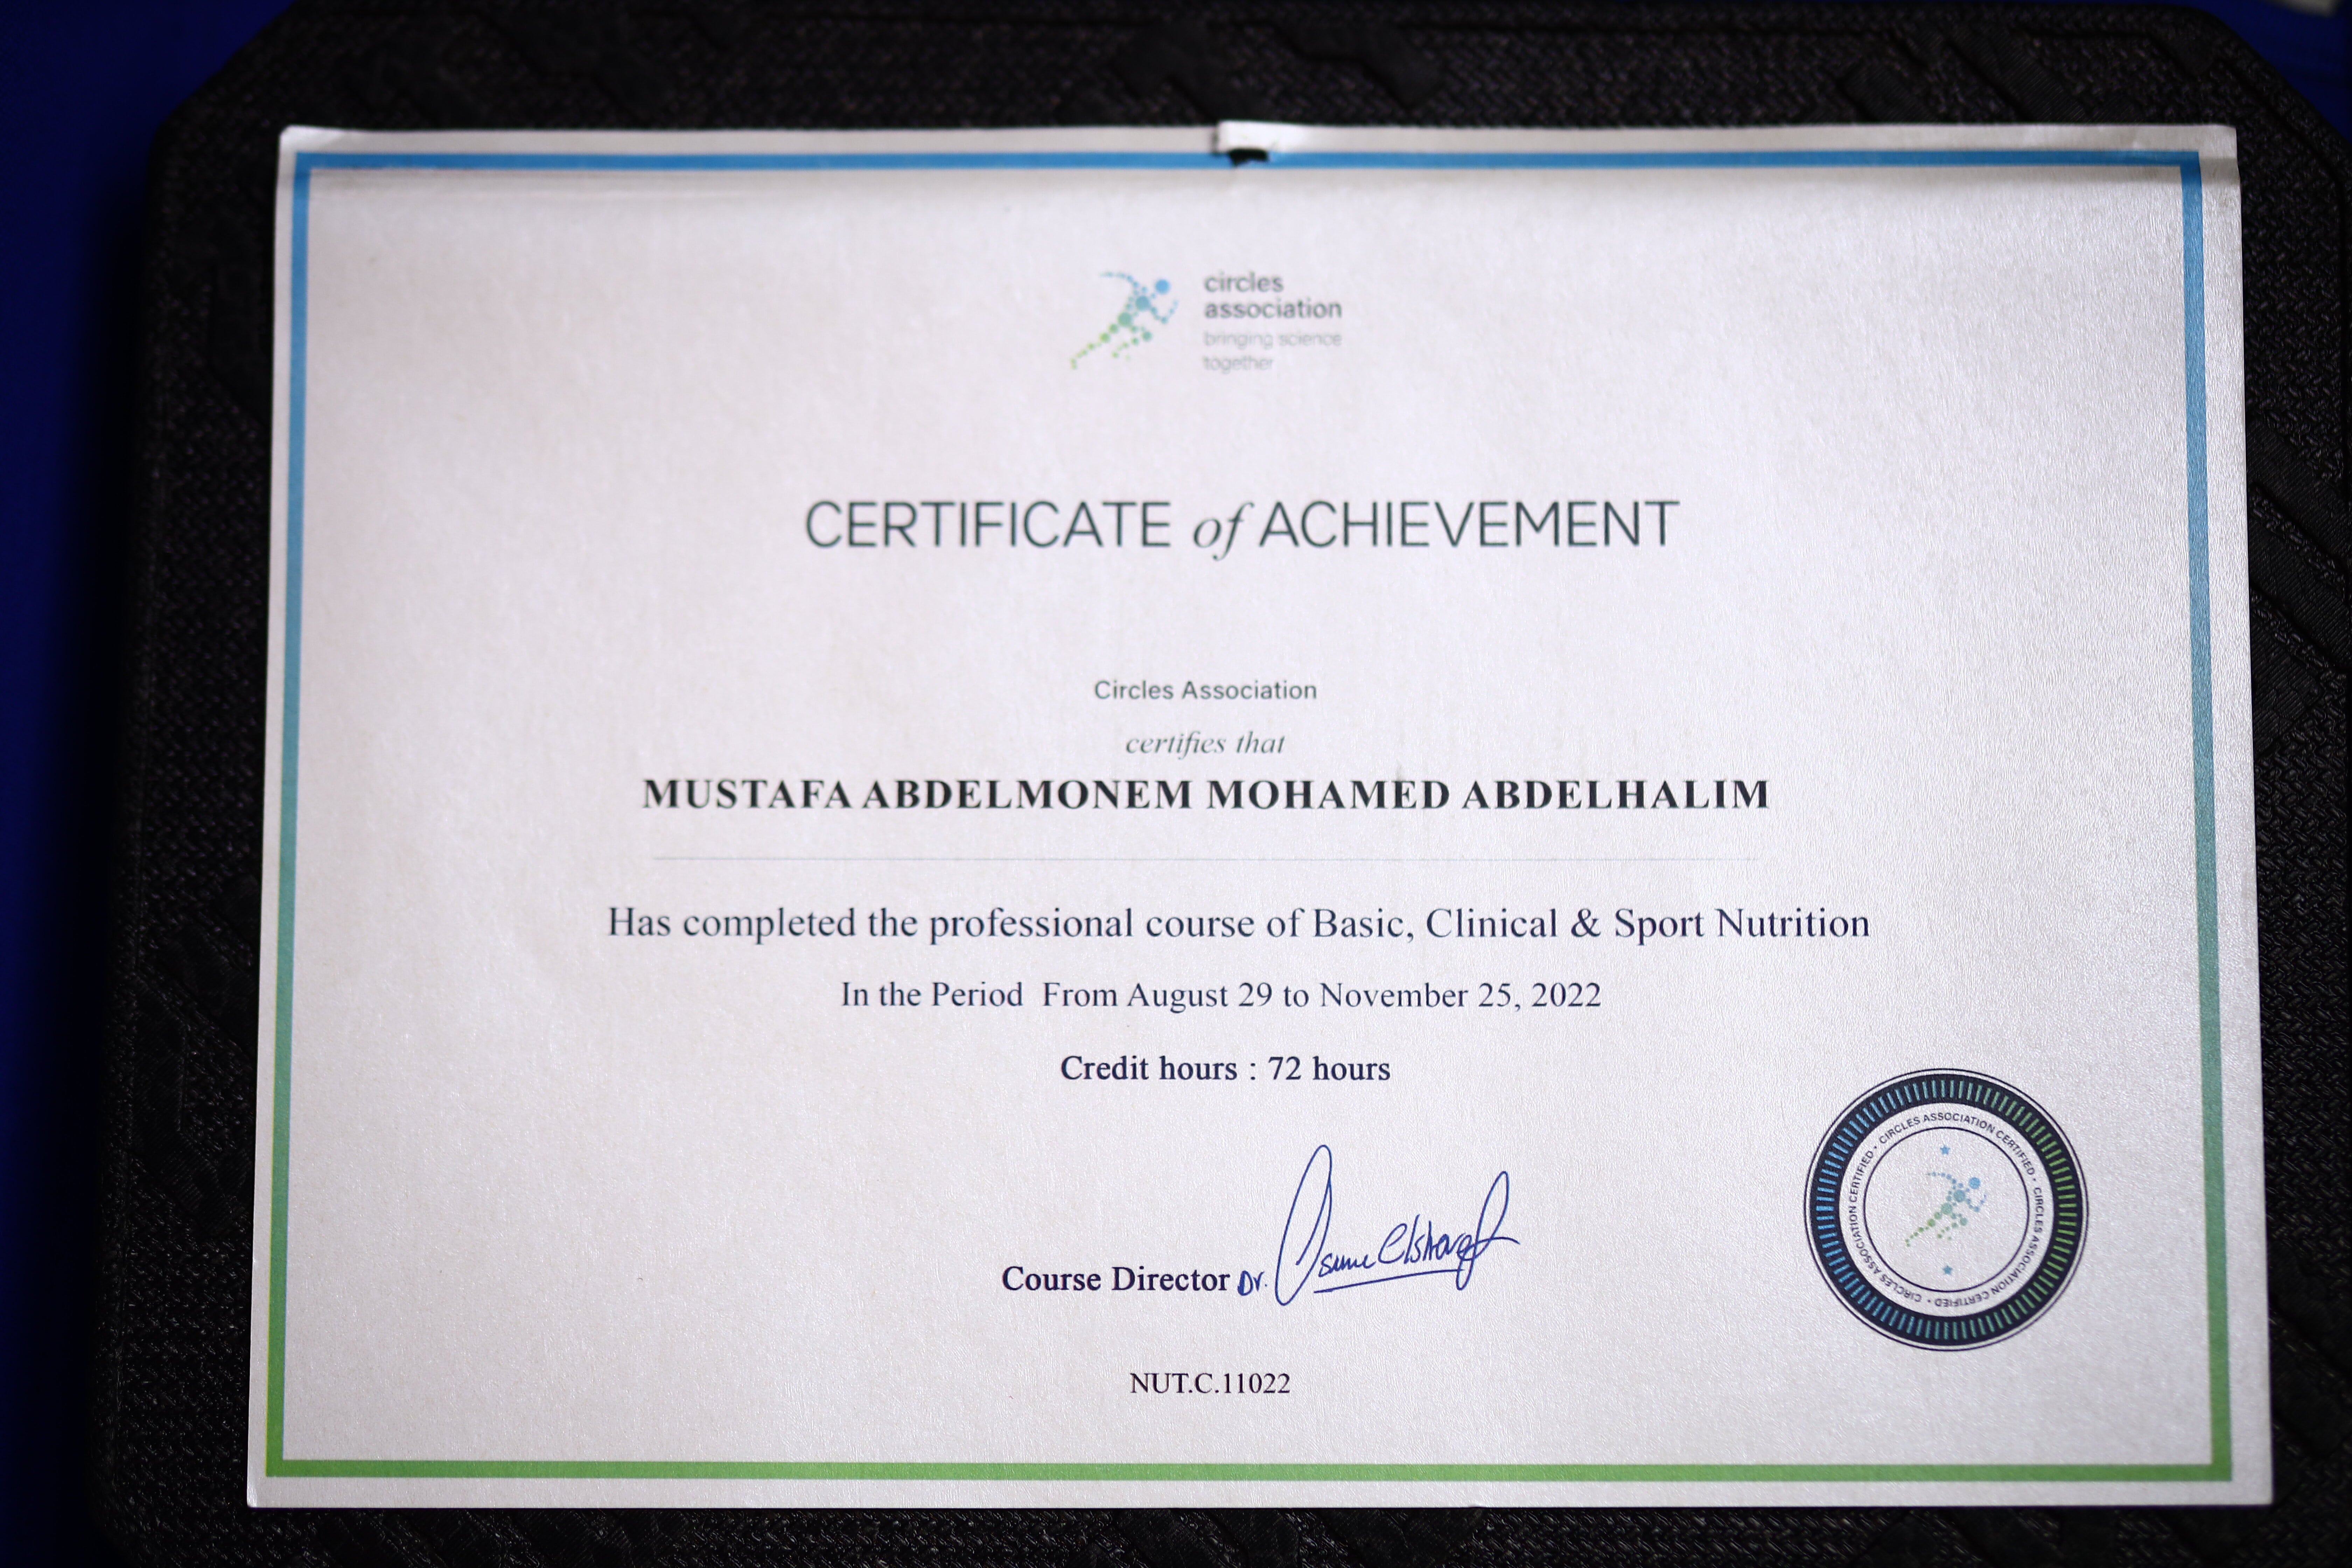 circles
association
bringing science
together
CERTIFICATE of ACHIEVEMENT
Circles Association
certifies that
MUSTAFA ABDELMONEM MOHAMED ABDELHALIM
Has completed the professional course of Basic, Clinical & Sport Nutrition
In the Period From August 29 to November 25, 2022
Credit hours : 72 hours
Course Director Dr.
CIRCLES ASSOCIATION CERTIFIED • CIRCLES ASSOCIATION CERTIFIED • CIRCLES ASSOCIATION CERTIFIED •
NUT.C.11022